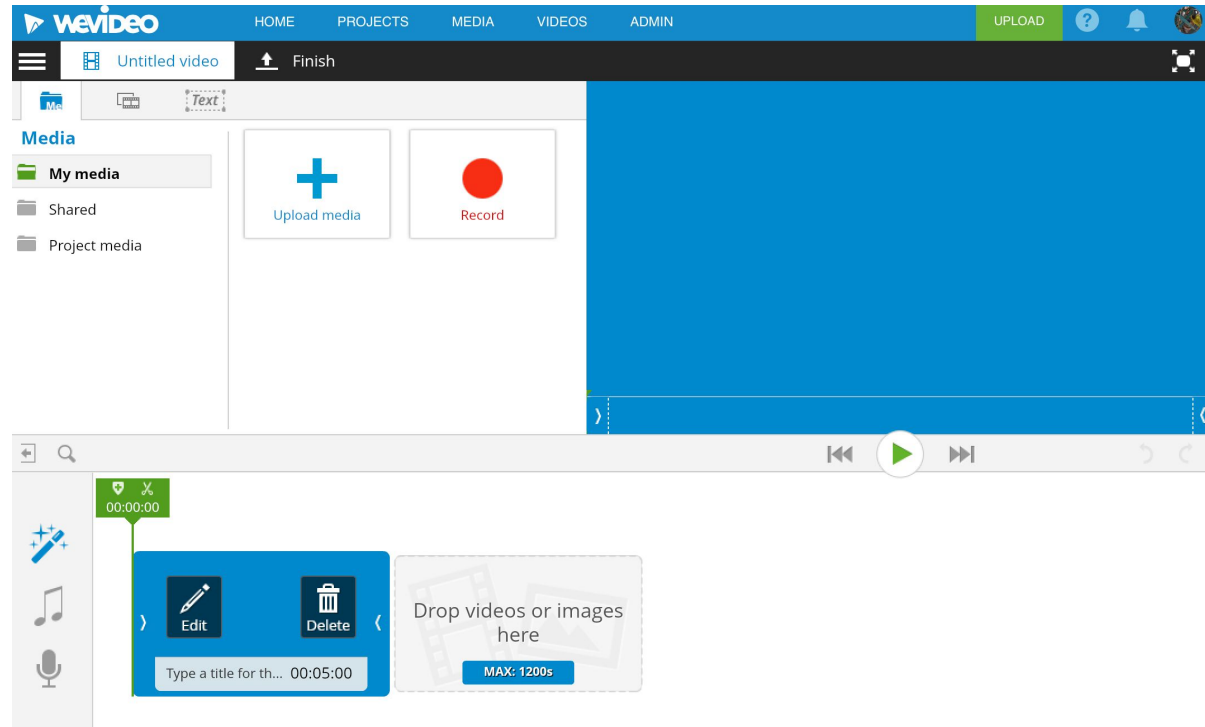 WeVideo
HOME PROJECTS MEDIA VIDEOS ADMIN UPLOAD ?
Untitled video Finish
Me Text
Media
My media
Shared
Project media
Upload media Record
00:00:00
Edit Delete
Type a title for th... 00:05:00
Drop videos or images
here
MAX: 1200s